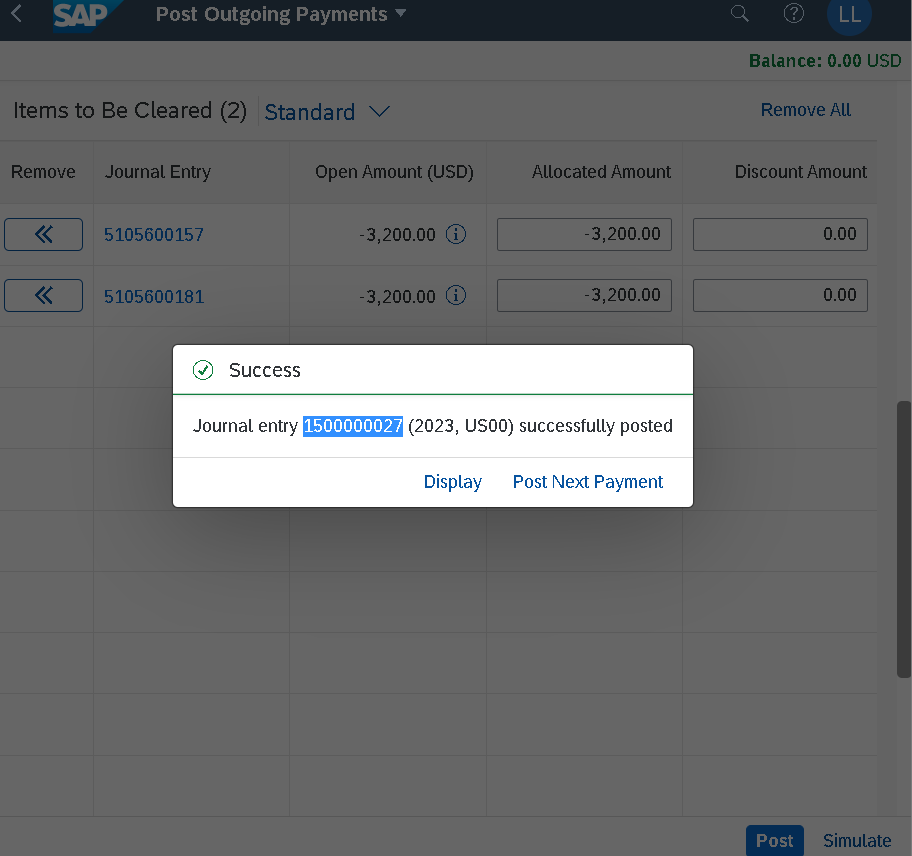 SAP Post Outgoing Payments LL
Balance: 0.00 USD
Items to Be Cleared (2) Standard Remove All
Remove Journal Entry Open Amount (USD) Allocated Amount Discount Amount
5105600157 -3,200.00 -3,200.00 0.00
5105600181 -3,200.00 -3,200.00 0.00
Success
Journal entry 1500000027 (2023, US00) successfully posted
Display Post Next Payment
Post Simulate